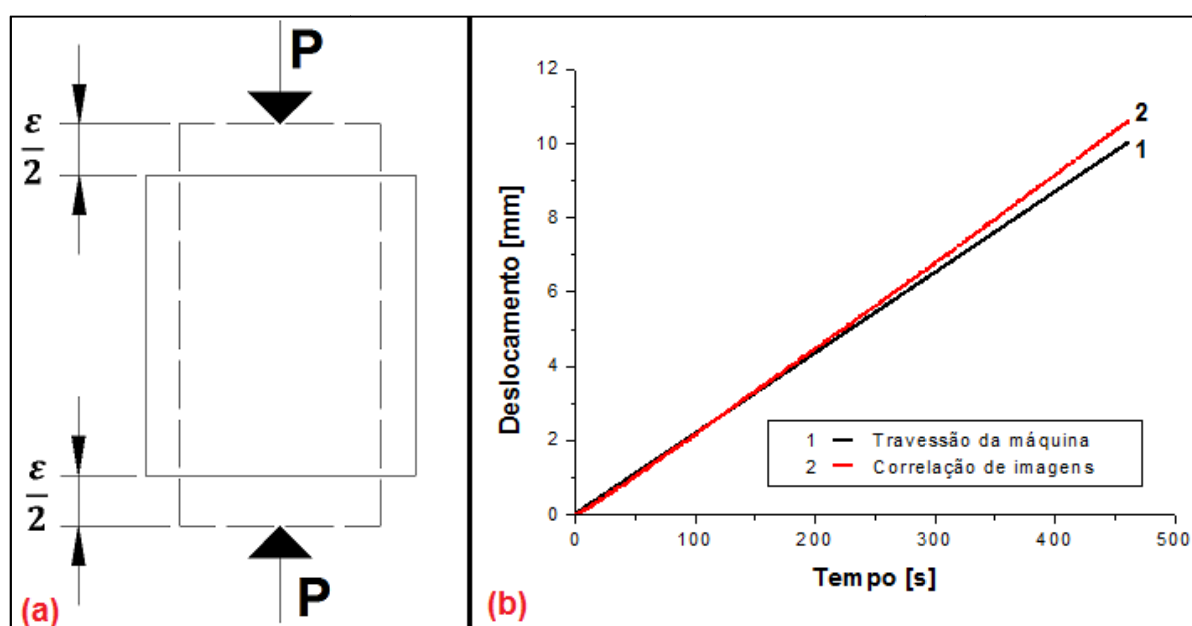 P
ε
2
ε
2
P
(a)
Deslocamento [mm]
12
10
8
6
4
2
0
2
1
1 Travessão da máquina
2 Correlação de imagens
0 100 200 300 400 500
Tempo [s]
(b)